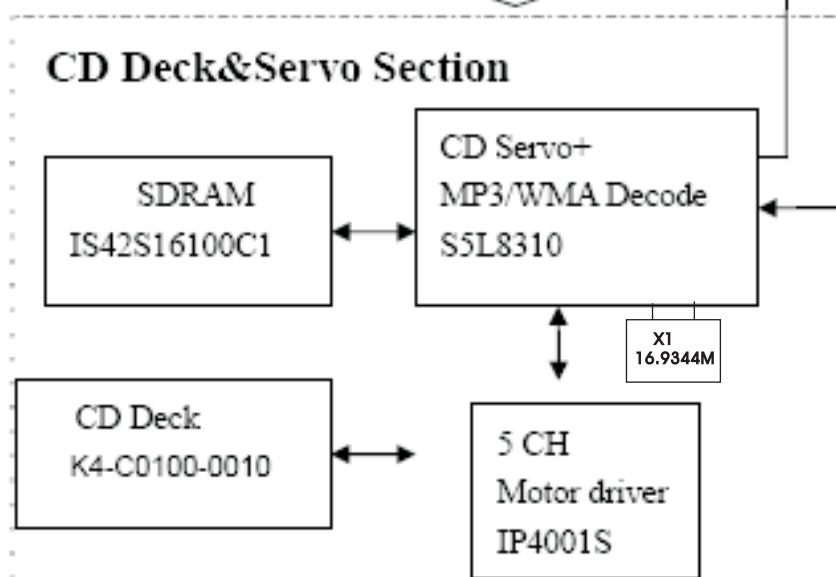 CD Deck&Servo Section
SDRAM
IS42S16100C1
CD Servo+
MP3/WMA Decode
S5L8310
X1
16.9344M
CD Deck
K4-C0100-0010
5 CH
Motor driver
IP4001S